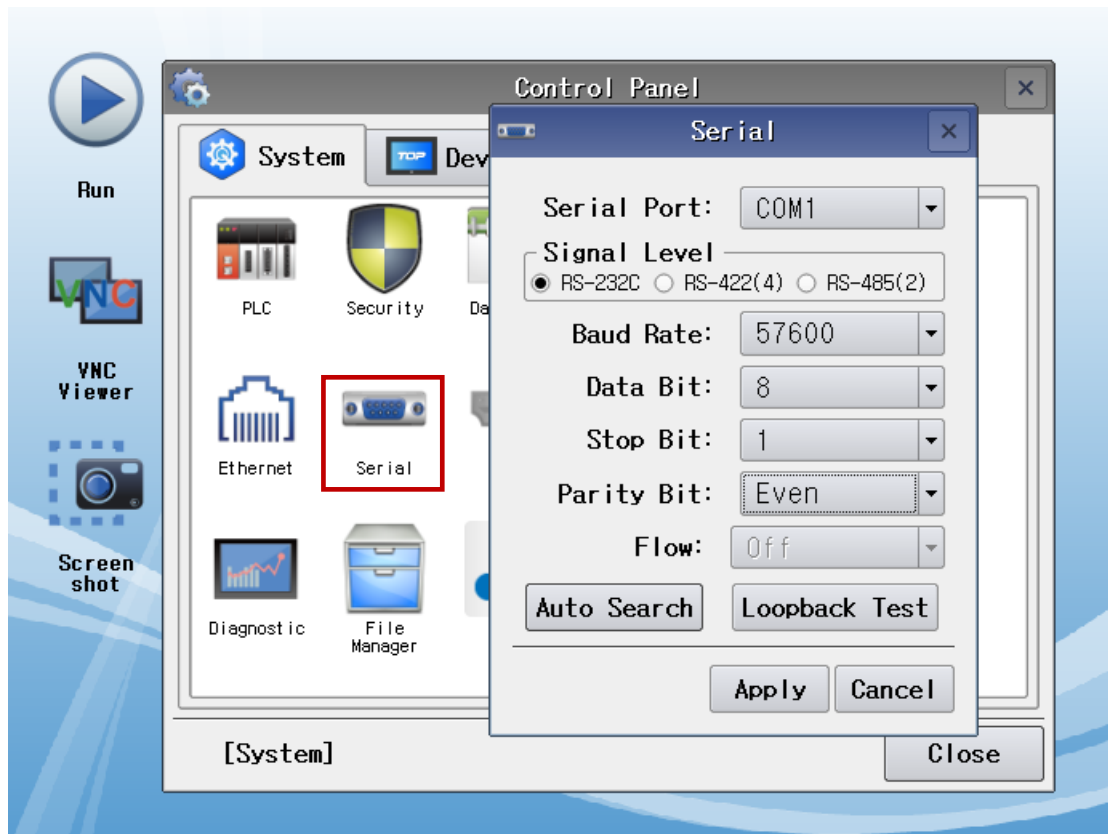 Control Panel
Serial
System
TOP
Dev
Run
VNC
VNC
Viewer
Screen
shot
PLC
Security
Da
Ethernet
Serial
Diagnostic
File
Manager
Serial Port: COM1
Signal Level
RS-232C RS-422(4) RS-485(2)
Baud Rate: 57600
Data Bit: 8
Stop Bit: 1
Parity Bit: Even
Flow: Off
Auto Search Loopback Test
Apply Cancel
[System]
Close